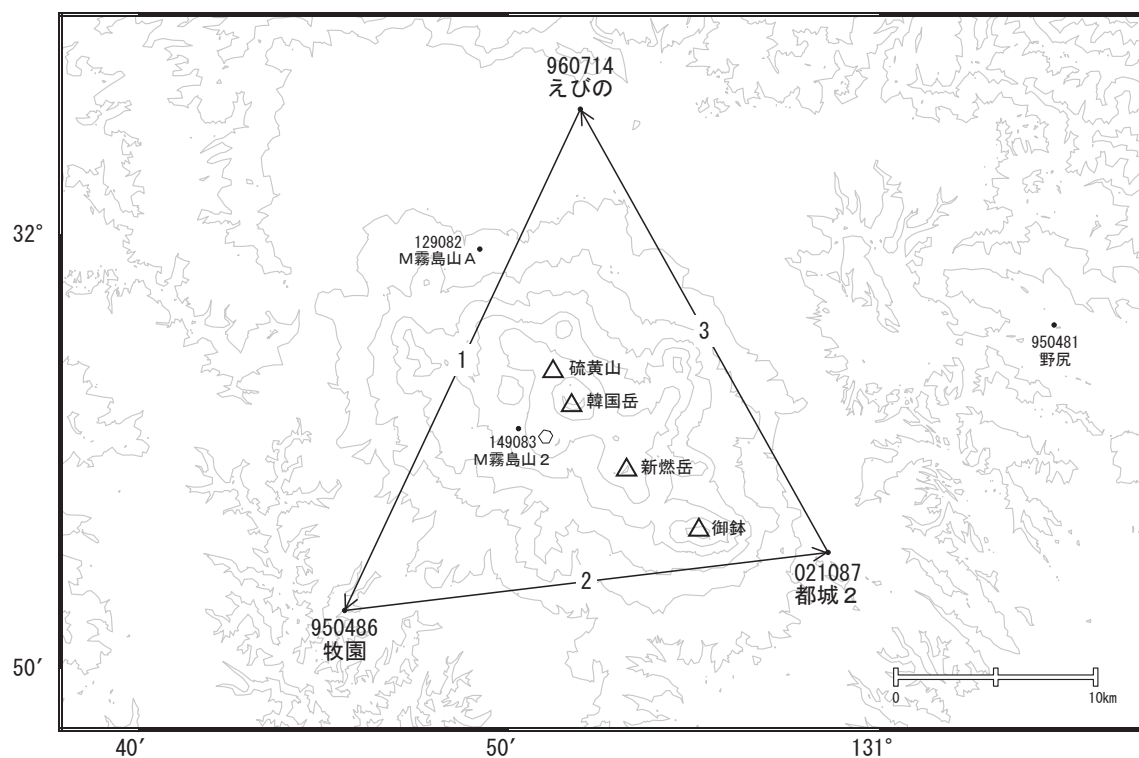 960714
えびの
32°
129082
M霧島山A
3
950481
野尻
1
硫黄山
韓国岳
149083
M霧島山2
新燃岳
御鉢
2
021087
都城2
950486
牧園
50′
0
10km
40′
50′
131°